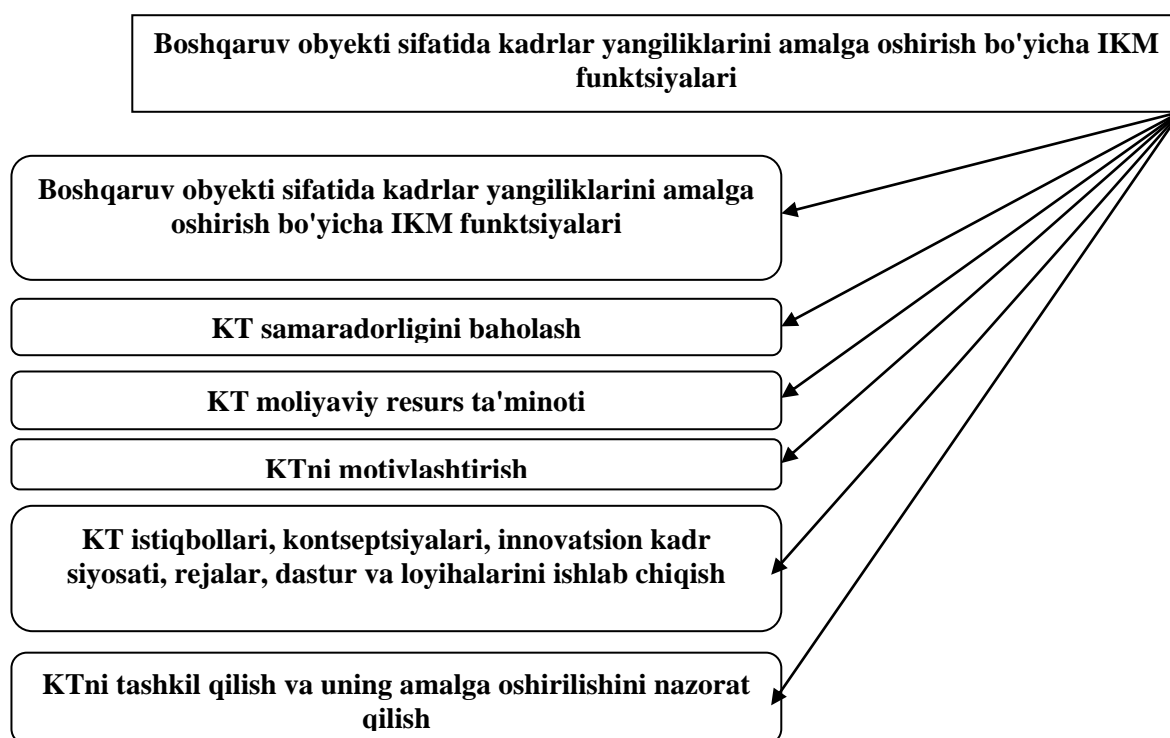 Boshqaruv obyekti sifatida kadrlar yangiliklarini amalga oshirish bo'yicha IKM
funktsiyalari
Boshqaruv obyekti sifatida kadrlar yangiliklarini amalga
oshirish bo'yicha IKM funktsiyalari
KT samaradorligini baholash
KT moliyaviy resurs ta'minoti
KTni motivlashtirish
KT istiqbollari, kontseptsiyalari, innovatsion kadr
siyosati, rejalar, dastur va loyihalarini ishlab chiqish
KTni tashkil qilish va uning amalga oshirilishini nazorat
qilish